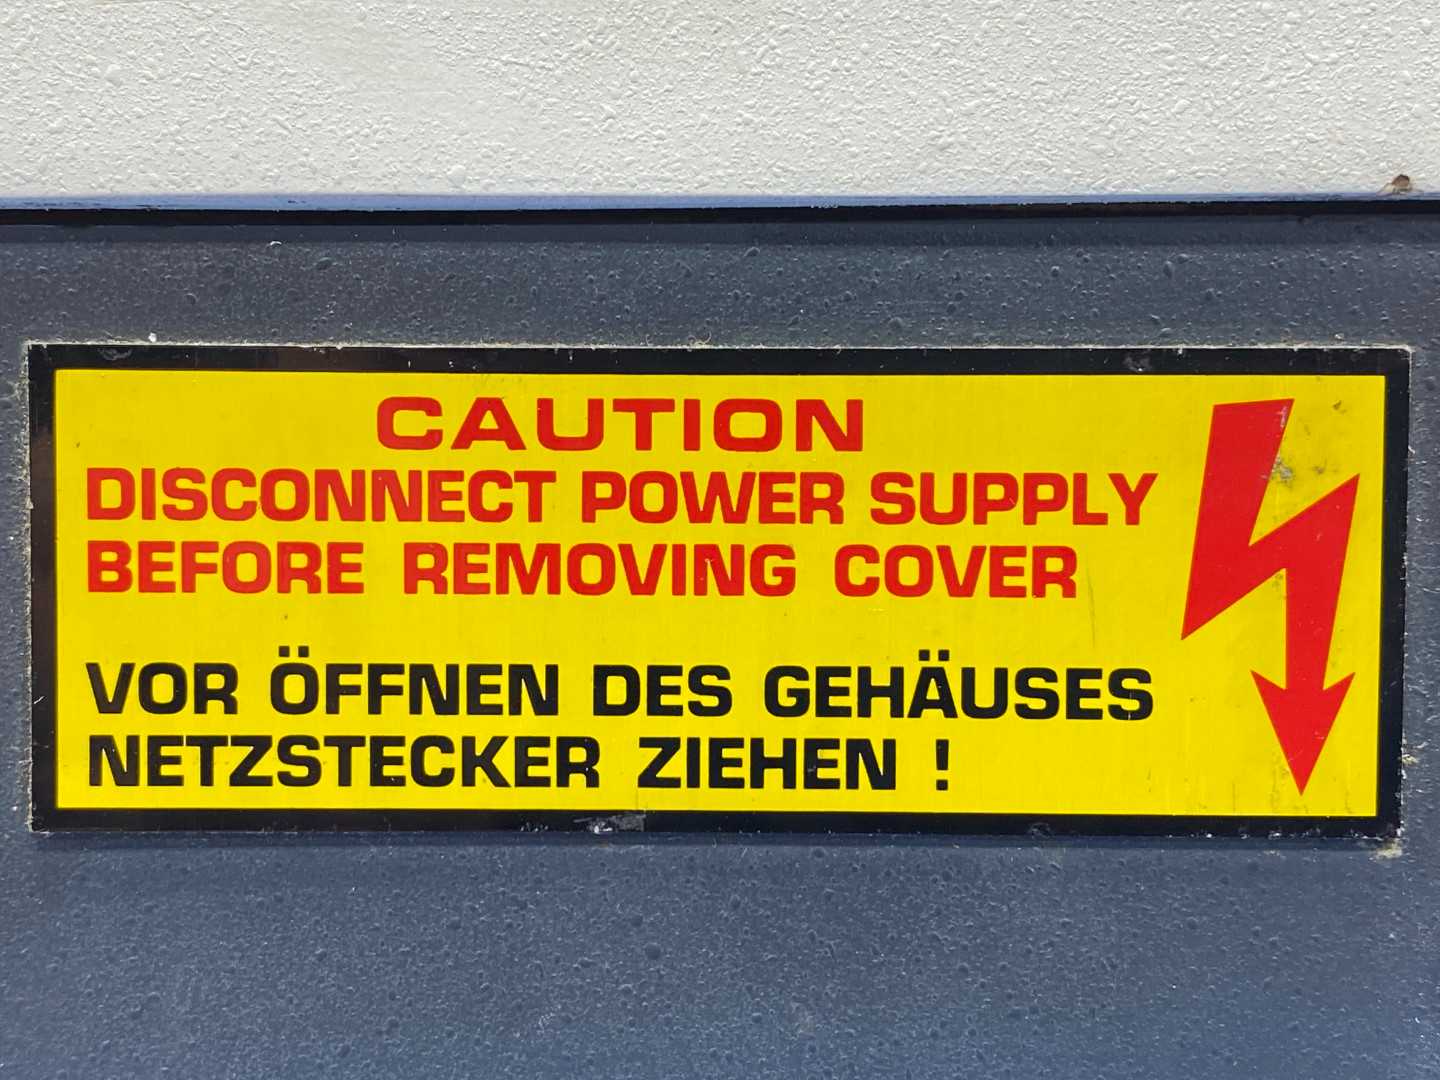 CAUTION
DISCONNECT POWER SUPPLY
BEFORE REMOVING COVER
VOR ÖFFNEN DES GEHÄUSES
NETZSTECKER ZIEHEN !